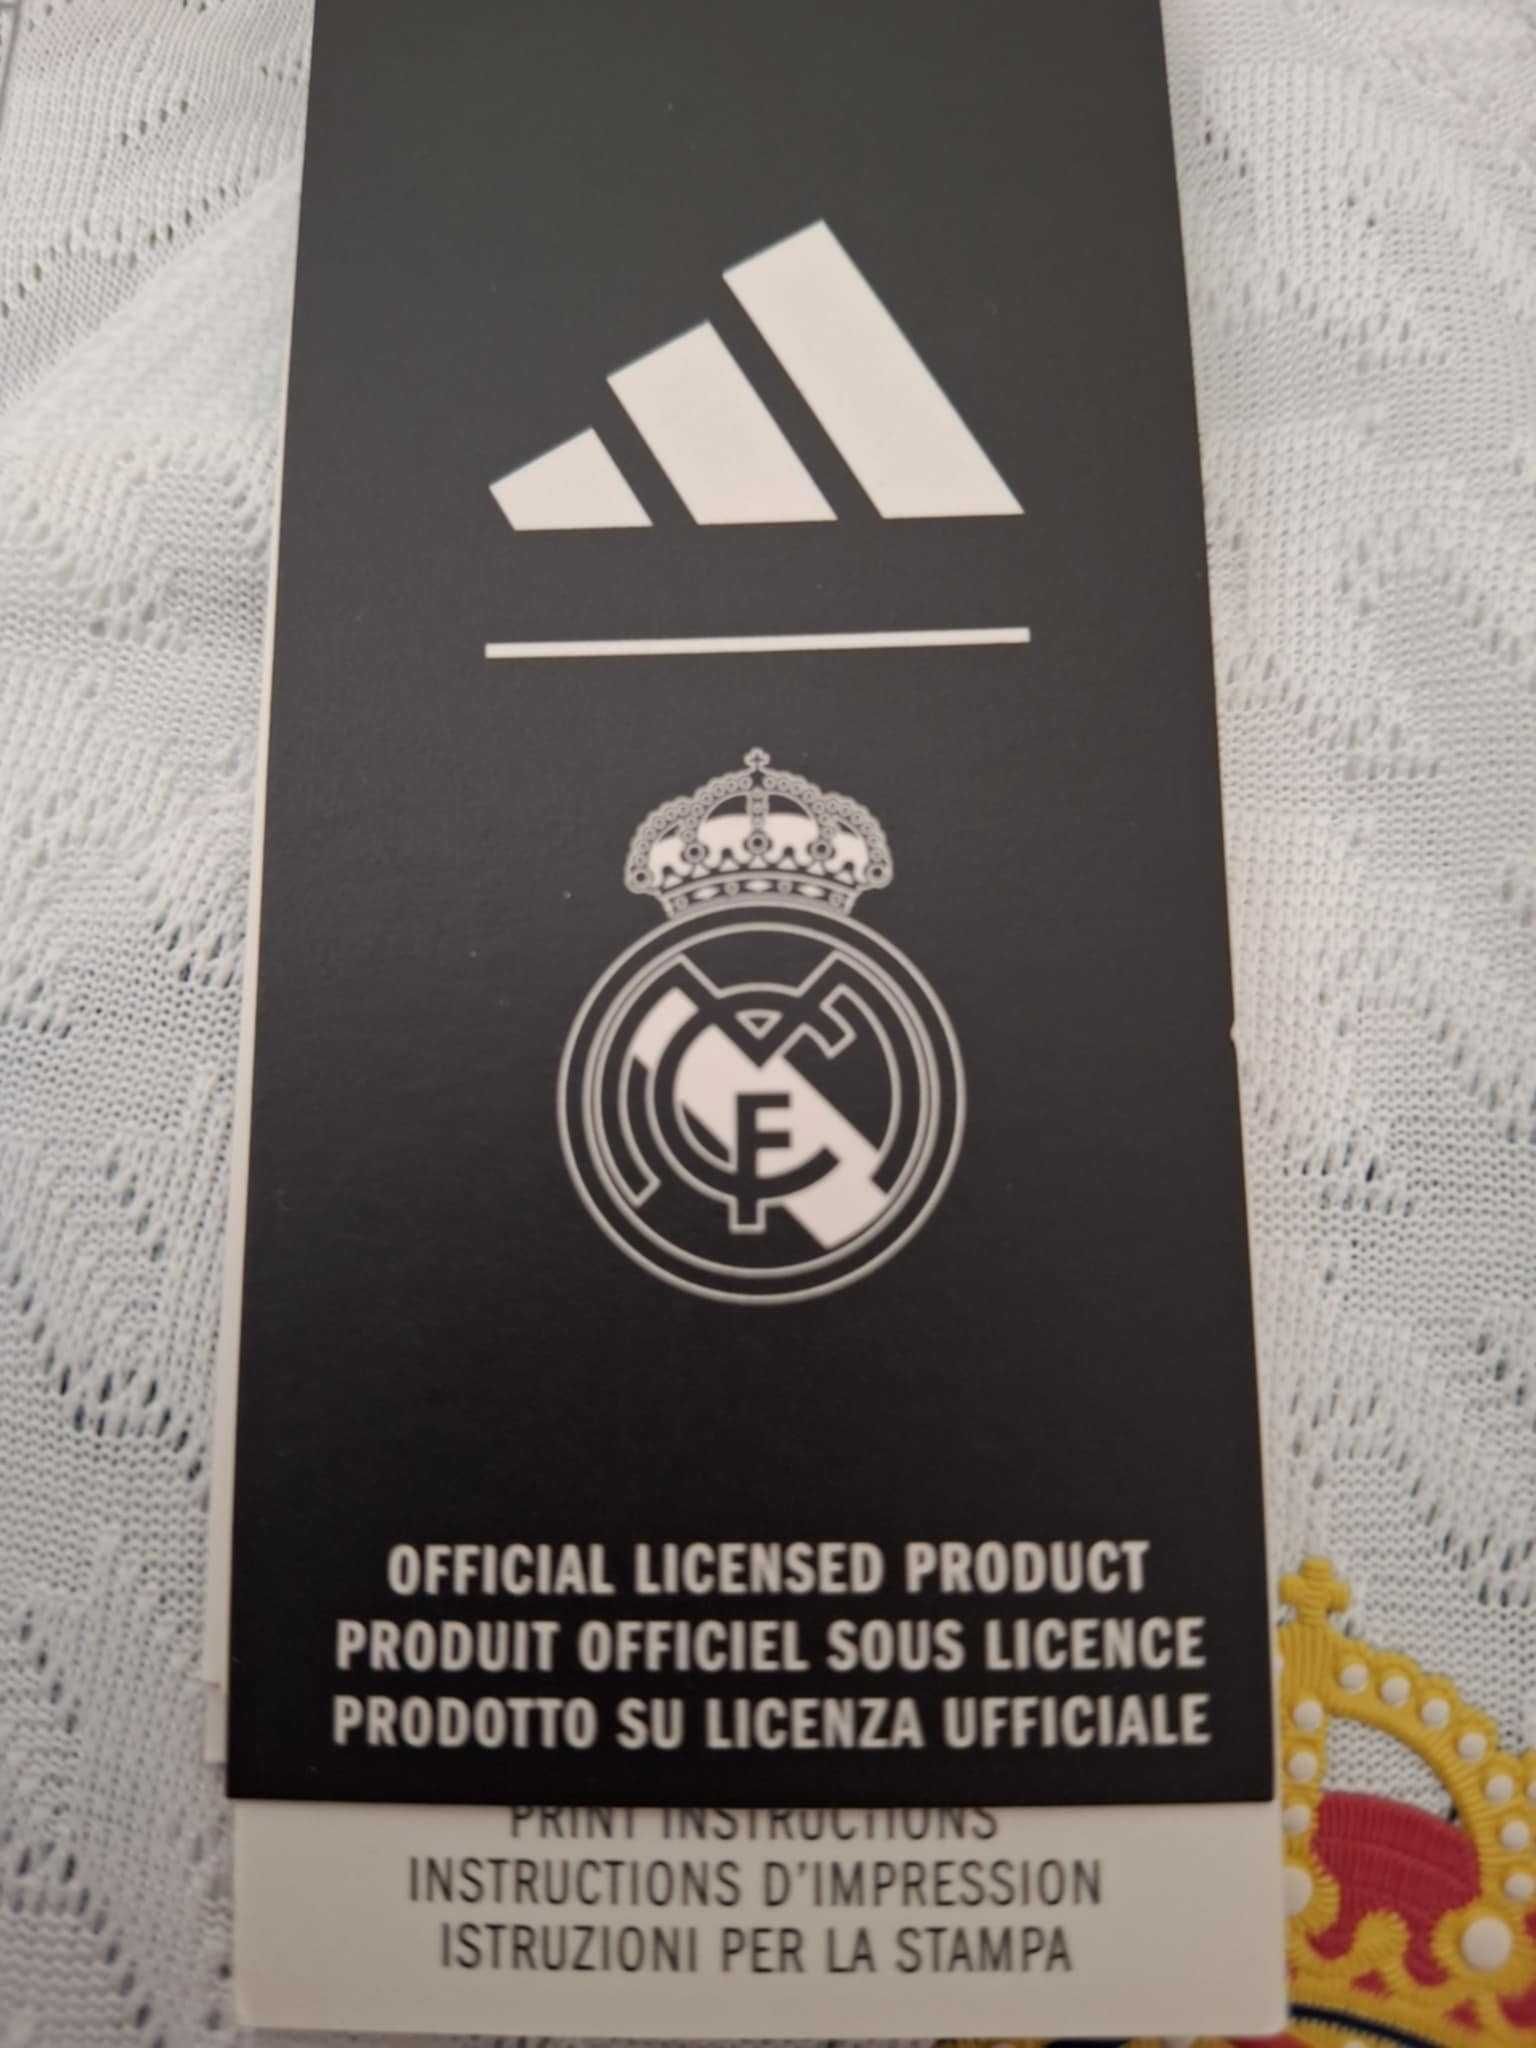 OFFICIAL LICENSED PRODUCT
PRODUIT OFFICIEL SOUS LICENCE
PRODOTTO SU LICENZA UFFICIALE
PRINT INSTRUCTIONS
INSTRUCTIONS D'IMPRESSION
ISTRUZIONI PER LA STAMPA